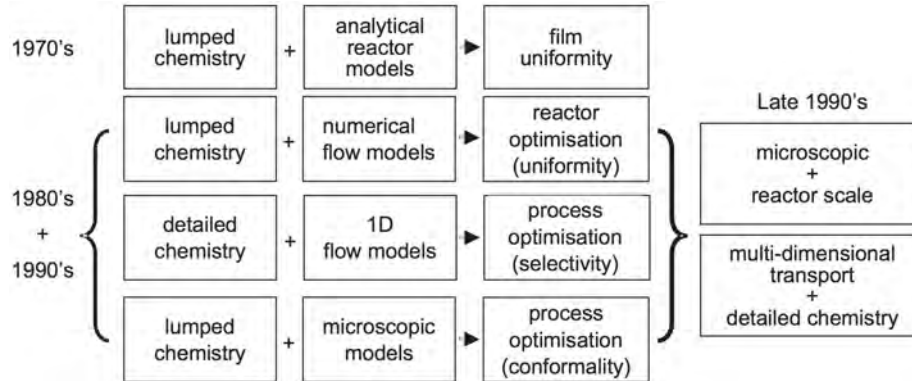 1970's
lumped
chemistry
+
analytical
reactor
models
film
uniformity
Late 1990's
1980's
+
1990's
lumped
chemistry
+
numerical
flow models
reactor
optimisation
(uniformity)
detailed
chemistry
+
1D
flow models
process
optimisation
(selectivity)
lumped
chemistry
+
microscopic
models
process
optimisation
(conformality)
microscopic
+
reactor scale
multi-dimensional
transport
+
detailed chemistry